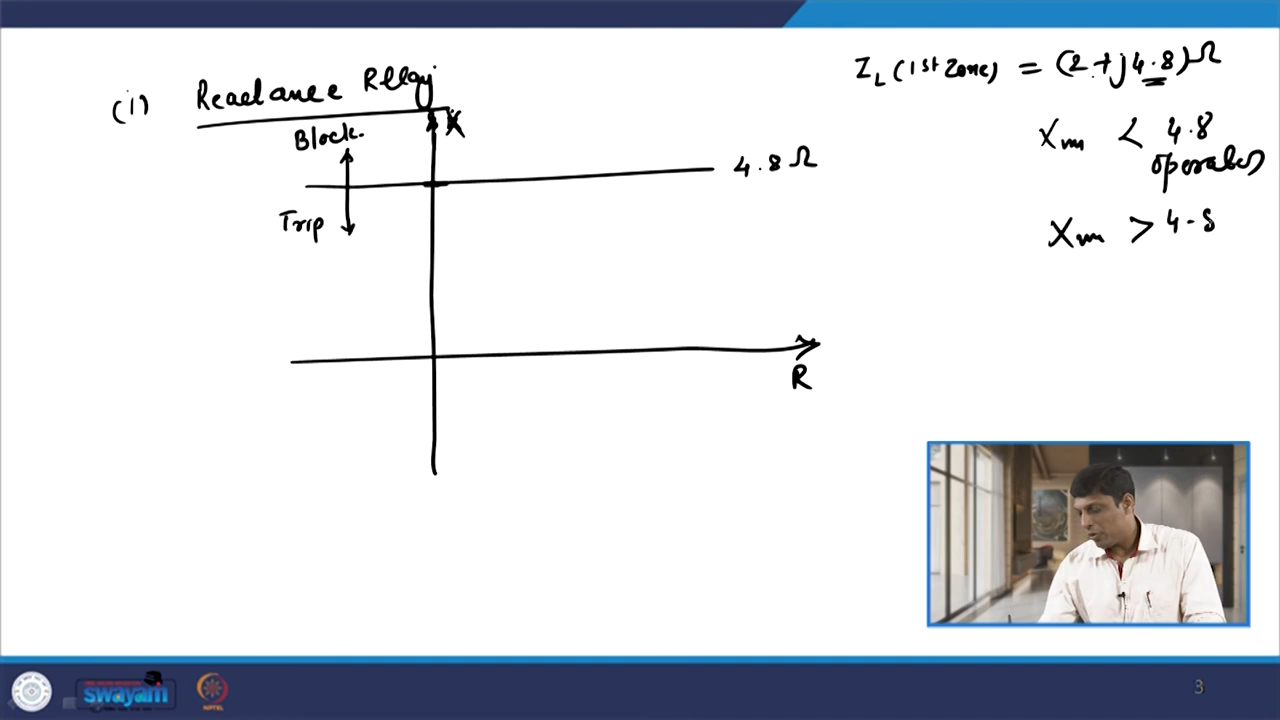 (i) Reactance Relay
ZL (1st Zone) = (2+j4.8)Ω
Xm < 4.8
operates
Xm > 4.8
Block.
X
4.8 Ω
Trip
R
swayam
3